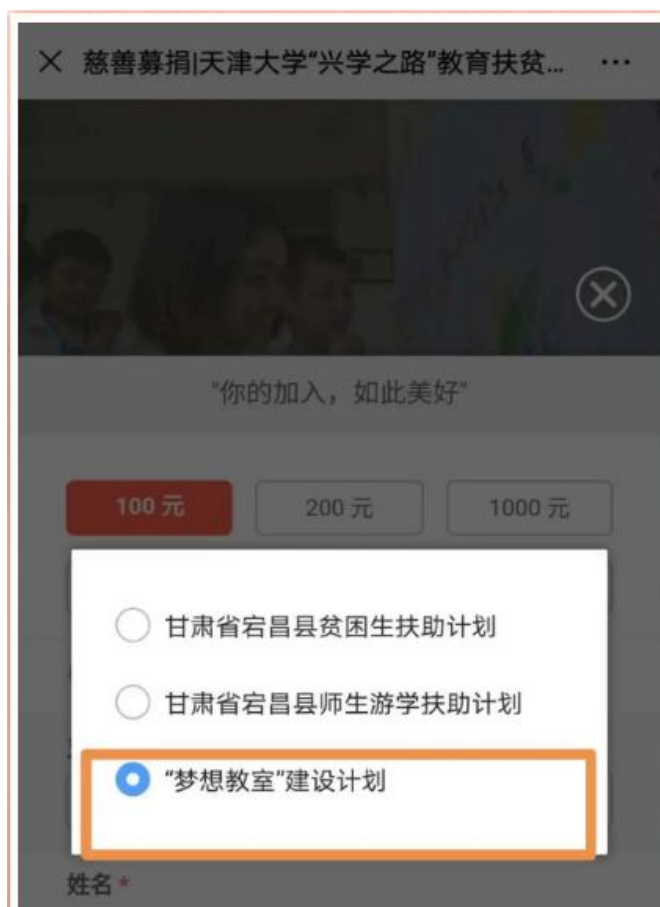 慈善募捐|天津大学“兴学之路”教育扶贫...
"你的加入，如此美好"
100 元
200 元
1000 元
甘肃省宕昌县贫困生扶助计划
甘肃省宕昌县师生游学扶助计划
“梦想教室”建设计划
姓名 *